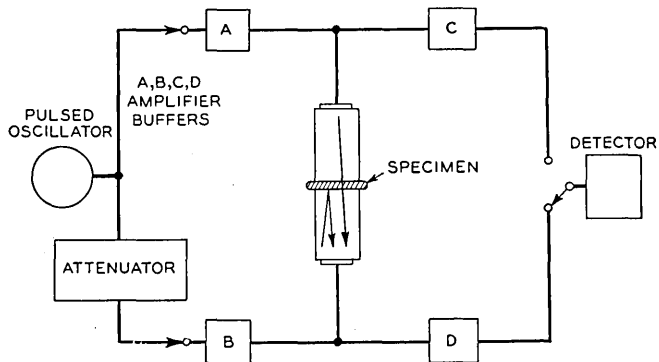 A
C
A,B,C,D
AMPLIFIER
BUFFERS
PULSED
OSCILLATOR
DETECTOR
SPECIMEN
ATTENUATOR
B
D